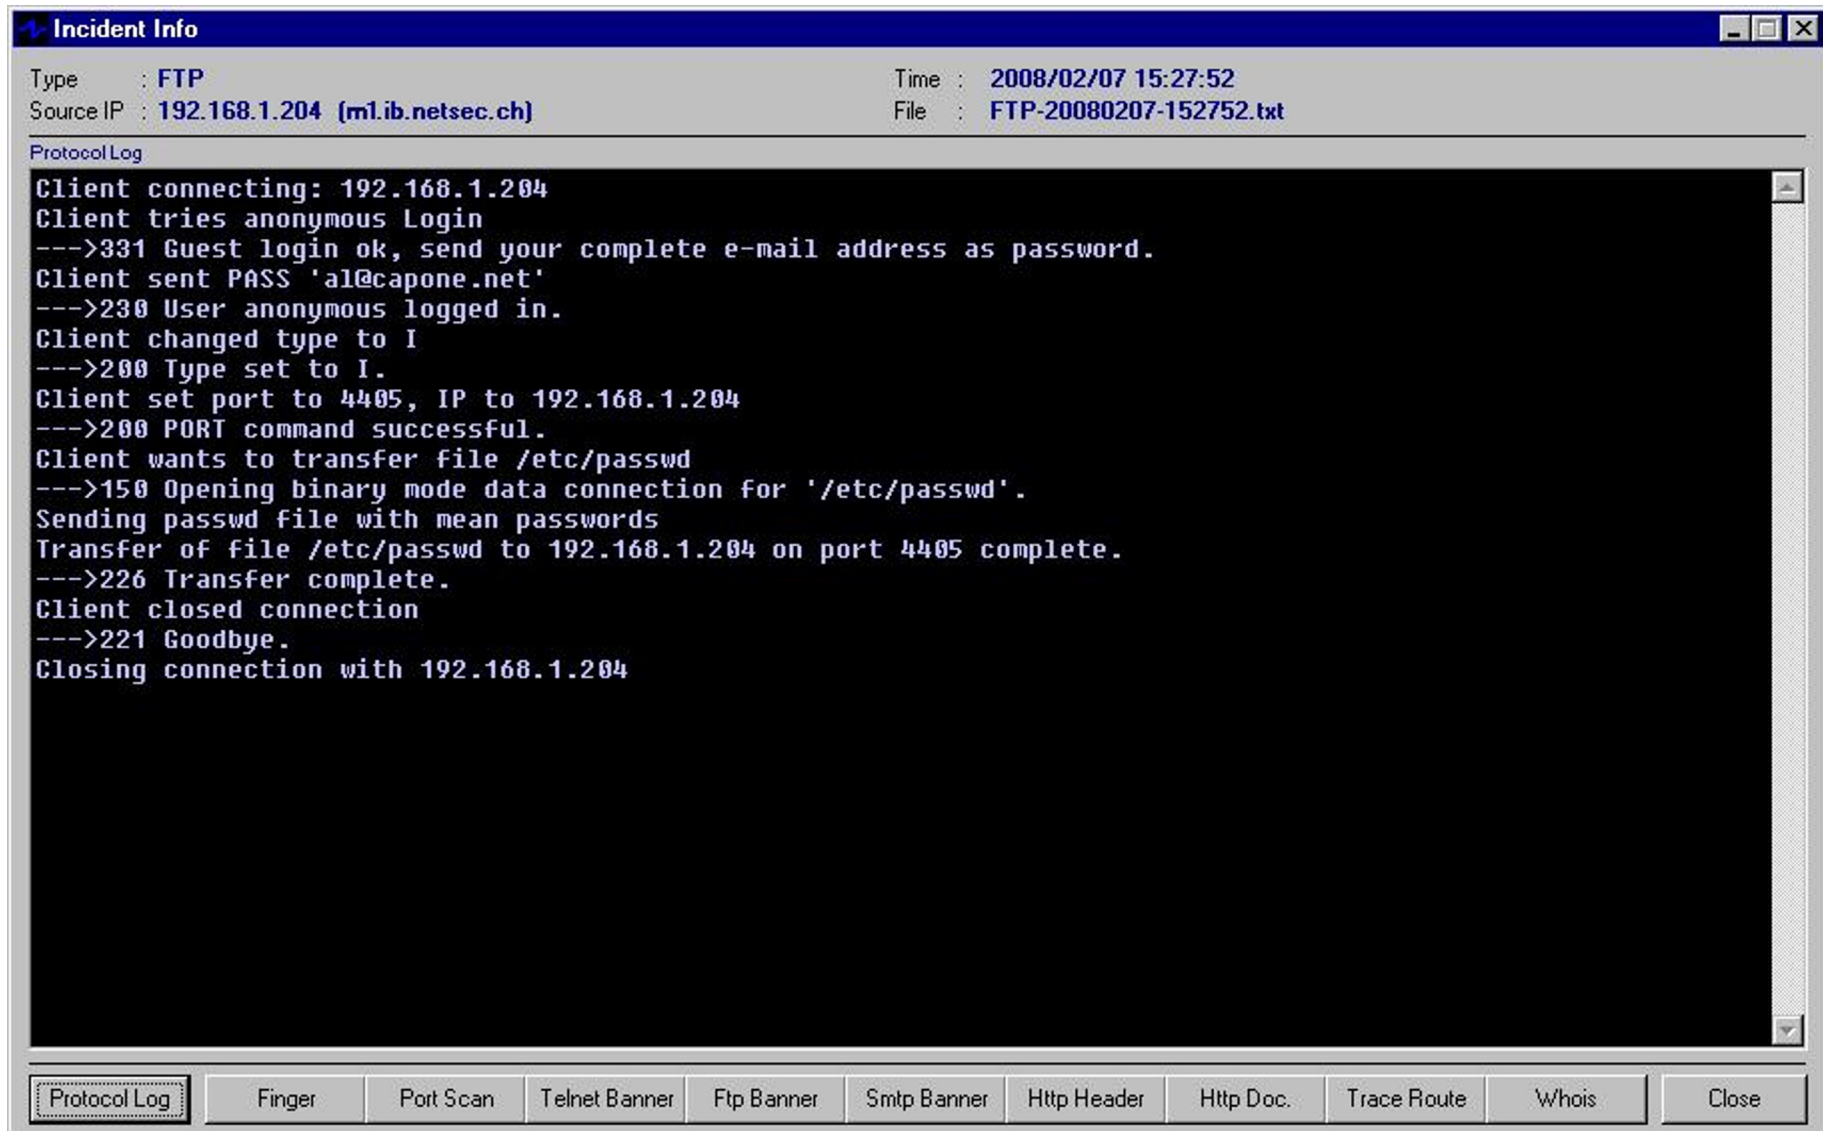 Incident Info
Type : FTP
Time : 2008/02/07 15:27:52
Source IP : 192.168.1.204 (m1.ib.netsec.ch)
File : FTP-20080207-152752.txt
Protocol Log
Client connecting: 192.168.1.204
Client tries anonymous Login
--->331 Guest login ok, send your complete e-mail address as password.
Client sent PASS 'al@capone.net'
--->230 User anonymous logged in.
Client changed type to I
--->200 Type set to I.
Client set port to 4405, IP to 192.168.1.204
--->200 PORT command successful.
Client wants to transfer file /etc/passwd
--->150 Opening binary mode data connection for '/etc/passwd'.
Sending passwd file with mean passwords
Transfer of file /etc/passwd to 192.168.1.204 on port 4405 complete.
--->226 Transfer complete.
Client closed connection
--->221 Goodbye.
Closing connection with 192.168.1.204
Protocol Log Finger Port Scan Telnet Banner Ftp Banner Smtp Banner Http Header Http Doc. Trace Route Whois Close